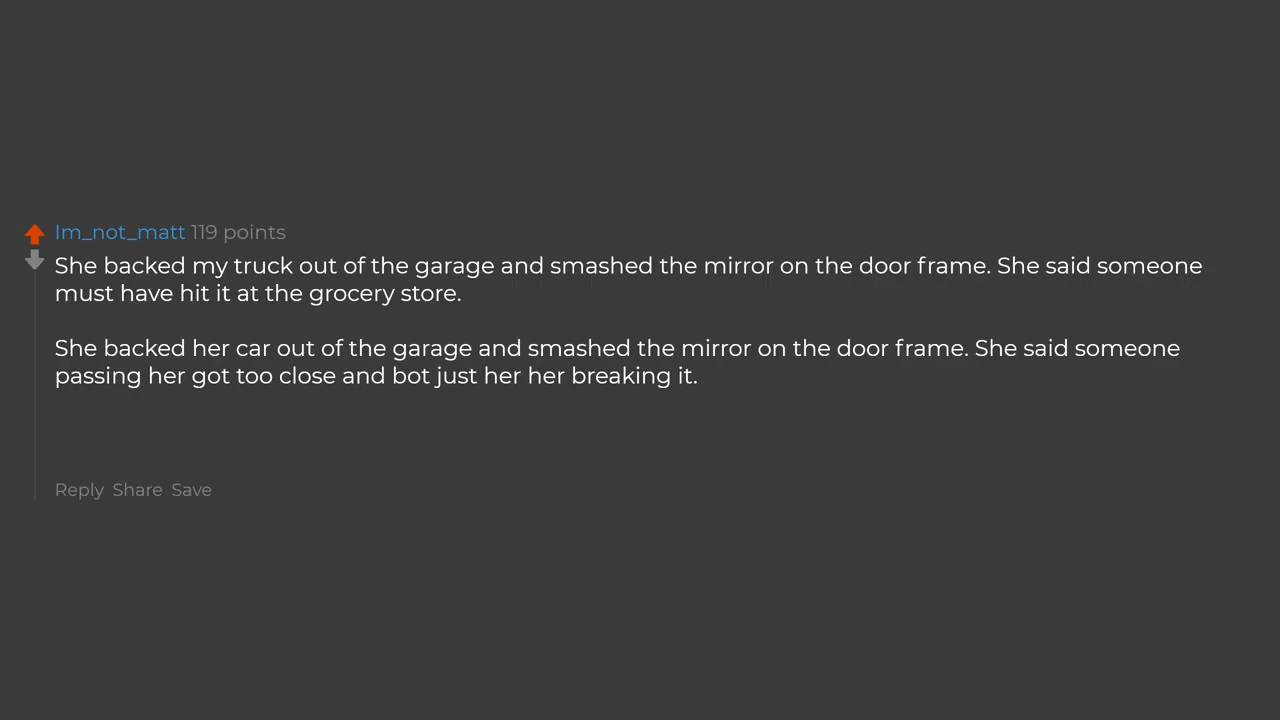 Im_not_matt 119 points
She backed my truck out of the garage and smashed the mirror on the door frame. She said someone
must have hit it at the grocery store.
She backed her car out of the garage and smashed the mirror on the door frame. She said someone
passing her got too close and bot just her her breaking it.
Reply Share Save